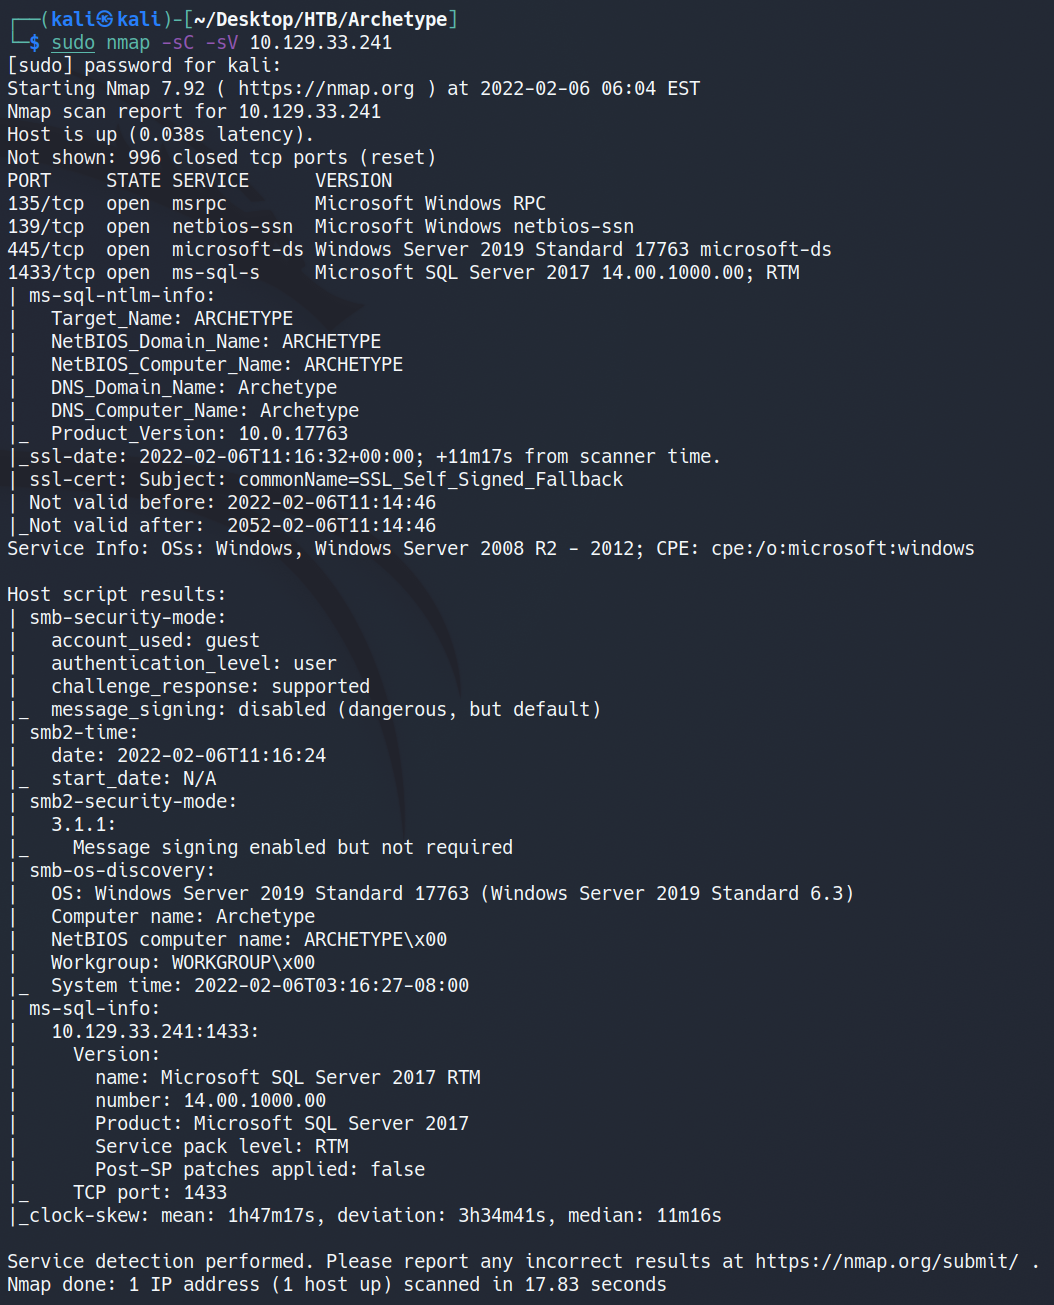 ┌──(kali㉿kali)-[~/Desktop/HTB/Archetype]
└─$ sudo nmap -sC -sV 10.129.33.241
[sudo] password for kali:
Starting Nmap 7.92 ( https://nmap.org ) at 2022-02-06 06:04 EST
Nmap scan report for 10.129.33.241
Host is up (0.038s latency).
Not shown: 996 closed tcp ports (reset)
PORT     STATE SERVICE      VERSION
135/tcp  open  msrpc        Microsoft Windows RPC
139/tcp  open  netbios-ssn  Microsoft Windows netbios-ssn
445/tcp  open  microsoft-ds Windows Server 2019 Standard 17763 microsoft-ds
1433/tcp open  ms-sql-s     Microsoft SQL Server 2017 14.00.1000.00; RTM
| ms-sql-ntlm-info:
|   Target_Name: ARCHETYPE
|   NetBIOS_Domain_Name: ARCHETYPE
|   NetBIOS_Computer_Name: ARCHETYPE
|   DNS_Domain_Name: Archetype
|   DNS_Computer_Name: Archetype
|_  Product_Version: 10.0.17763
|_ssl-date: 2022-02-06T11:16:32+00:00; +11m17s from scanner time.
| ssl-cert: Subject: commonName=SSL_Self_Signed_Fallback
| Not valid before: 2022-02-06T11:14:46
|_Not valid after:  2052-02-06T11:14:46
Service Info: OSs: Windows, Windows Server 2008 R2 - 2012; CPE: cpe:/o:microsoft:windows

Host script results:
| smb-security-mode:
|   account_used: guest
|   authentication_level: user
|   challenge_response: supported
|_  message_signing: disabled (dangerous, but default)
| smb2-time:
|   date: 2022-02-06T11:16:24
|_  start_date: N/A
| smb2-security-mode:
|   3.1.1:
|_    Message signing enabled but not required
| smb-os-discovery:
|   OS: Windows Server 2019 Standard 17763 (Windows Server 2019 Standard 6.3)
|   Computer name: Archetype
|   NetBIOS computer name: ARCHETYPE\x00
|   Workgroup: WORKGROUP\x00
|_  System time: 2022-02-06T03:16:27-08:00
| ms-sql-info:
|   10.129.33.241:1433:
|     Version:
|       name: Microsoft SQL Server 2017 RTM
|       number: 14.00.1000.00
|       Product: Microsoft SQL Server 2017
|       Service pack level: RTM
|       Post-SP patches applied: false
|_    TCP port: 1433
|_clock-skew: mean: 1h47m17s, deviation: 3h34m41s, median: 11m16s

Service detection performed. Please report any incorrect results at https://nmap.org/submit/ .
Nmap done: 1 IP address (1 host up) scanned in 17.83 seconds